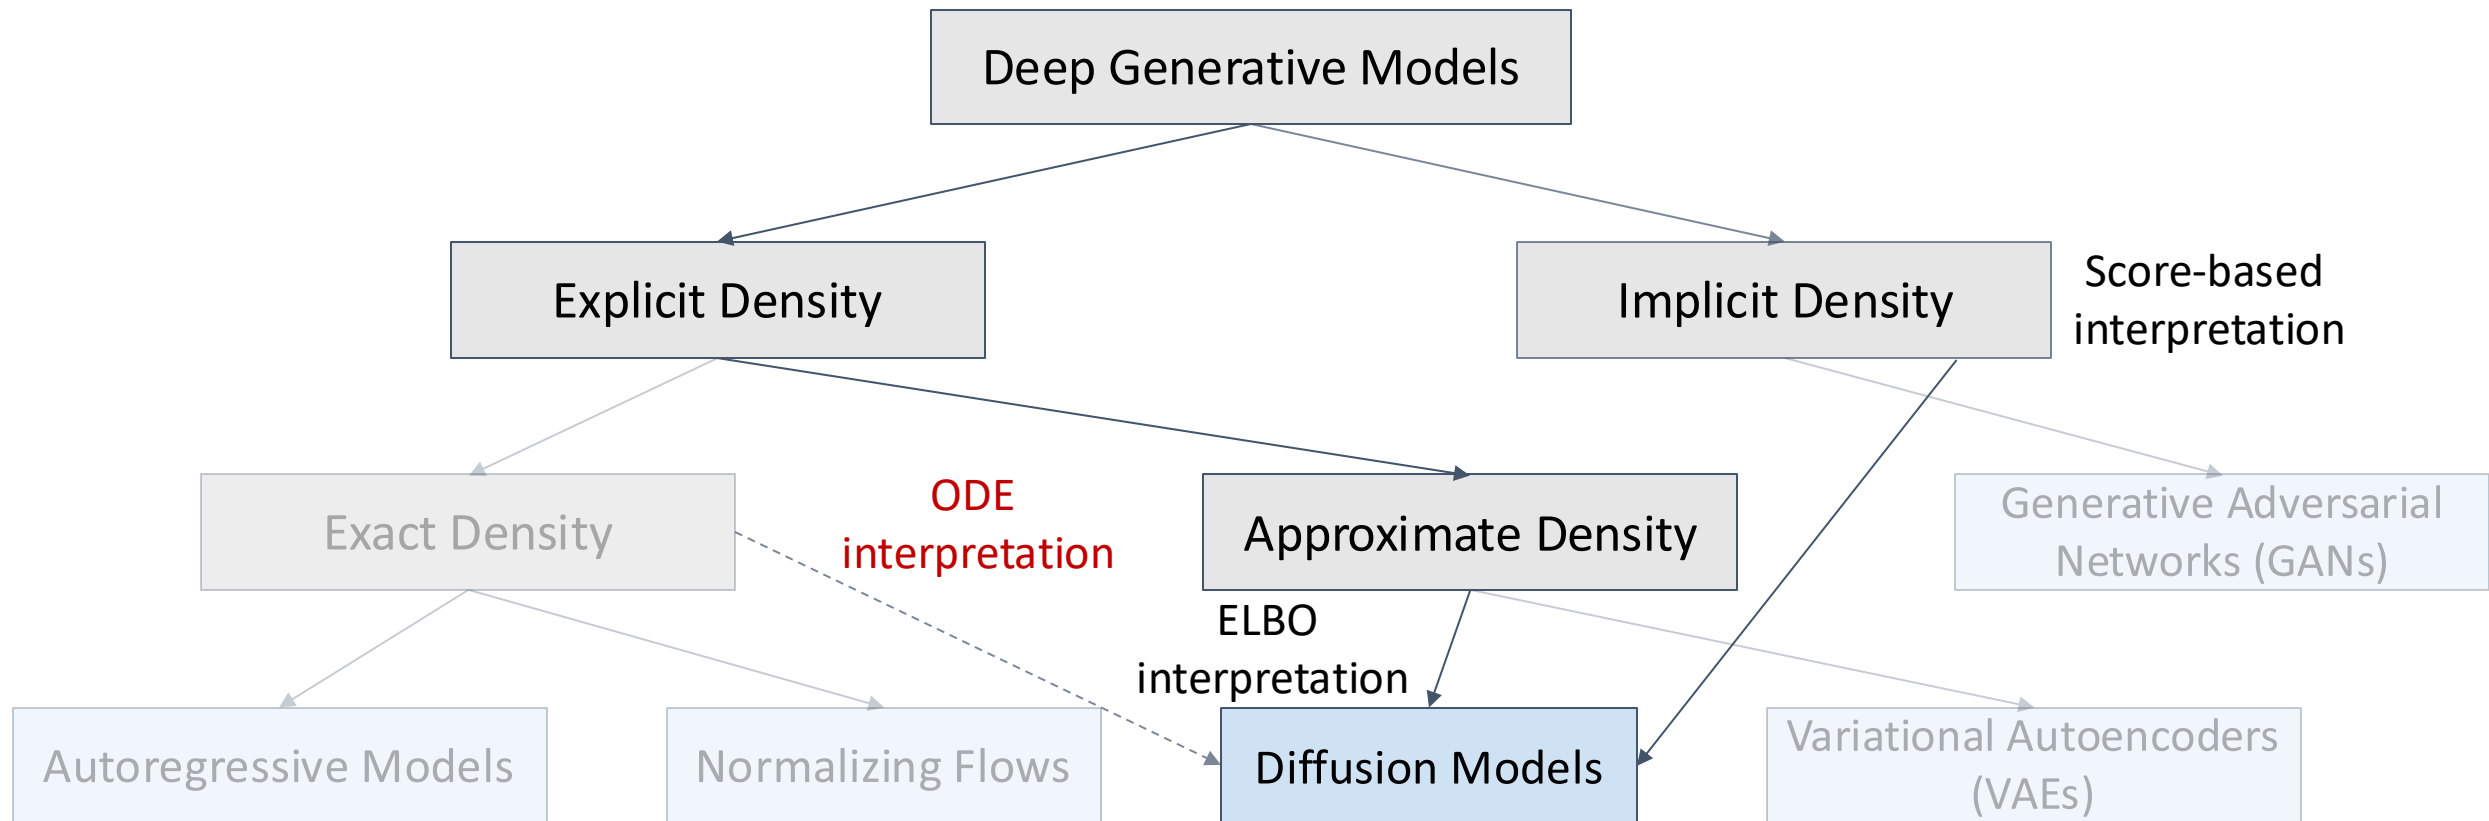 Deep Generative Models
Explicit Density
Implicit Density
Score-based
interpretation
Exact Density
ODE
interpretation
Approximate Density
Generative Adversarial
Networks (GANs)
ELBO
interpretation
Autoregressive Models
Normalizing Flows
Diffusion Models
Variational Autoencoders
(VAEs)